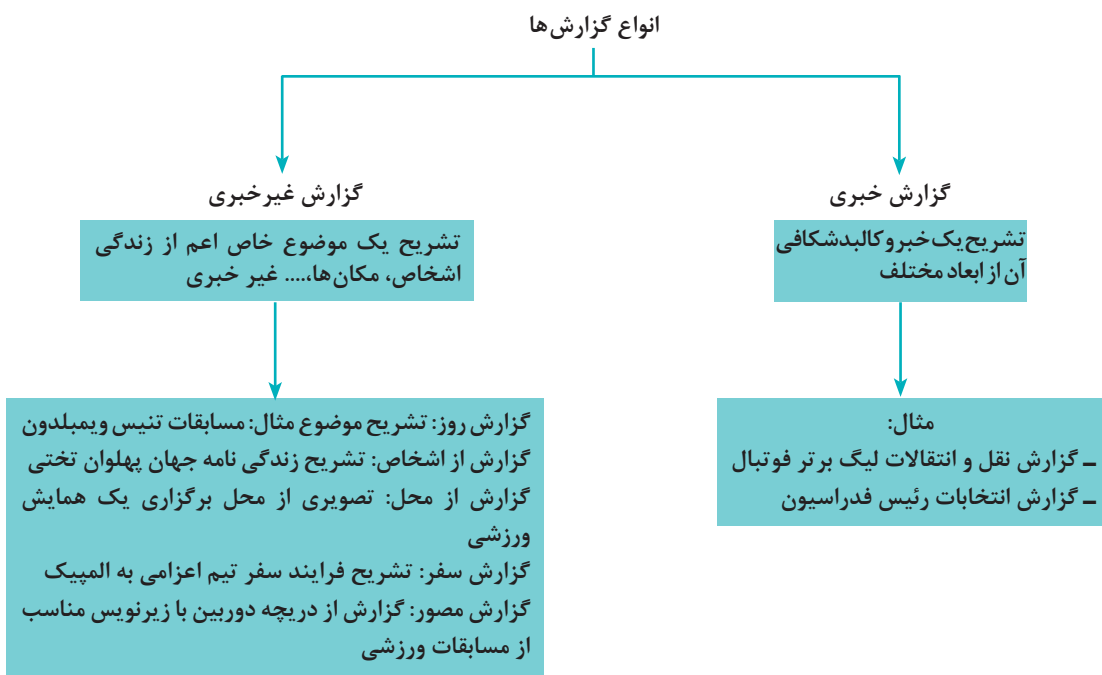 انواع گزارش‌ها
گزارش خبری
تشریح یک خبر و کالبدشکافی
آن از ابعاد مختلف
مثال:
ـ گزارش نقل و انتقالات لیگ برتر فوتبال
ـ گزارش انتخابات رئیس فدراسیون
گزارش غیرخبری
تشریح یک موضوع خاص اعم از زندگی
اشخاص، مکان‌ها،.... غیر خبری
گزارش روز: تشریح موضوع مثال: مسابقات تنیس ویمبلدون
گزارش از اشخاص: تشریح زندگی نامه جهان پهلوان تختی
گزارش از محل: تصویری از محل برگزاری یک همایش
ورزشی
گزارش سفر: تشریح فرایند سفر تیم اعزامی به المپیک
گزارش مصور: گزارش از دریچه دوربین با زیرنویس مناسب
از مسابقات ورزشی